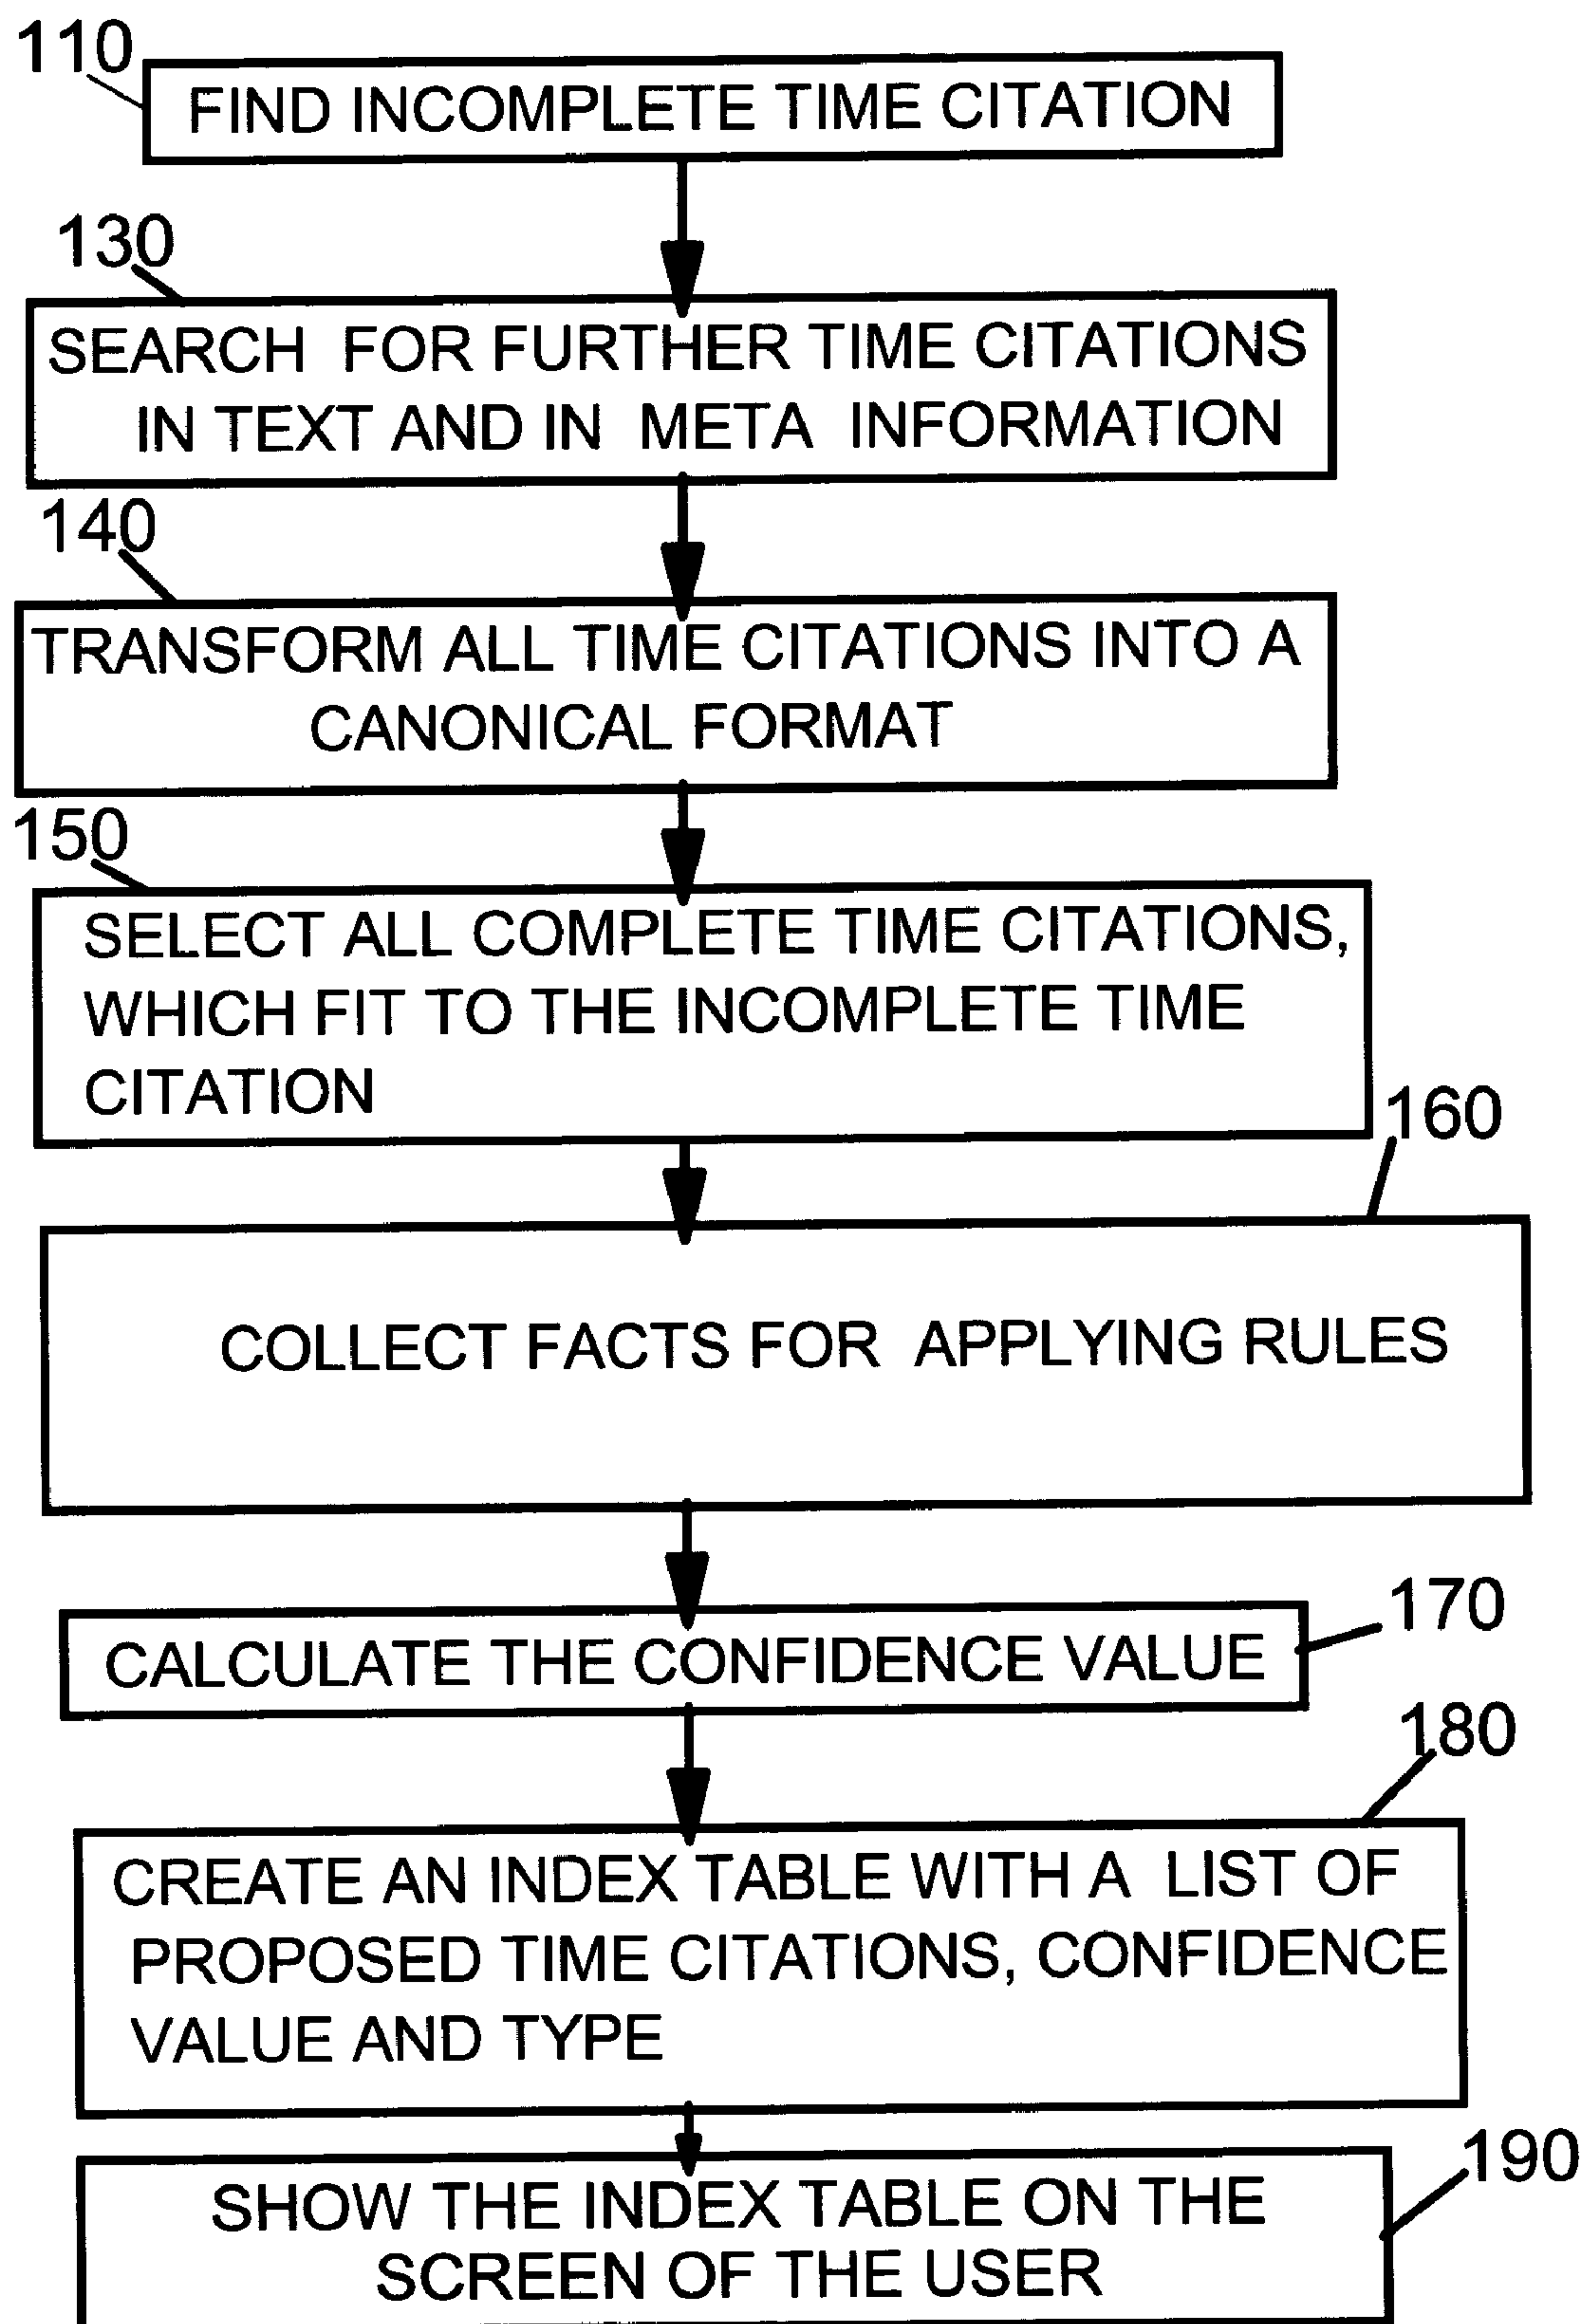 110
FIND INCOMPLETE TIME CITATION
130
SEARCH FOR FURTHER TIME CITATIONS
IN TEXT AND IN META INFORMATION
140
TRANSFORM ALL TIME CITATIONS INTO A
CANONICAL FORMAT
150
SELECT ALL COMPLETE TIME CITATIONS,
WHICH FIT TO THE INCOMPLETE TIME
CITATION
160
COLLECT FACTS FOR APPLYING RULES
170
CALCULATE THE CONFIDENCE VALUE
180
CREATE AN INDEX TABLE WITH A LIST OF
PROPOSED TIME CITATIONS, CONFIDENCE
VALUE AND TYPE
190
SHOW THE INDEX TABLE ON THE
SCREEN OF THE USER